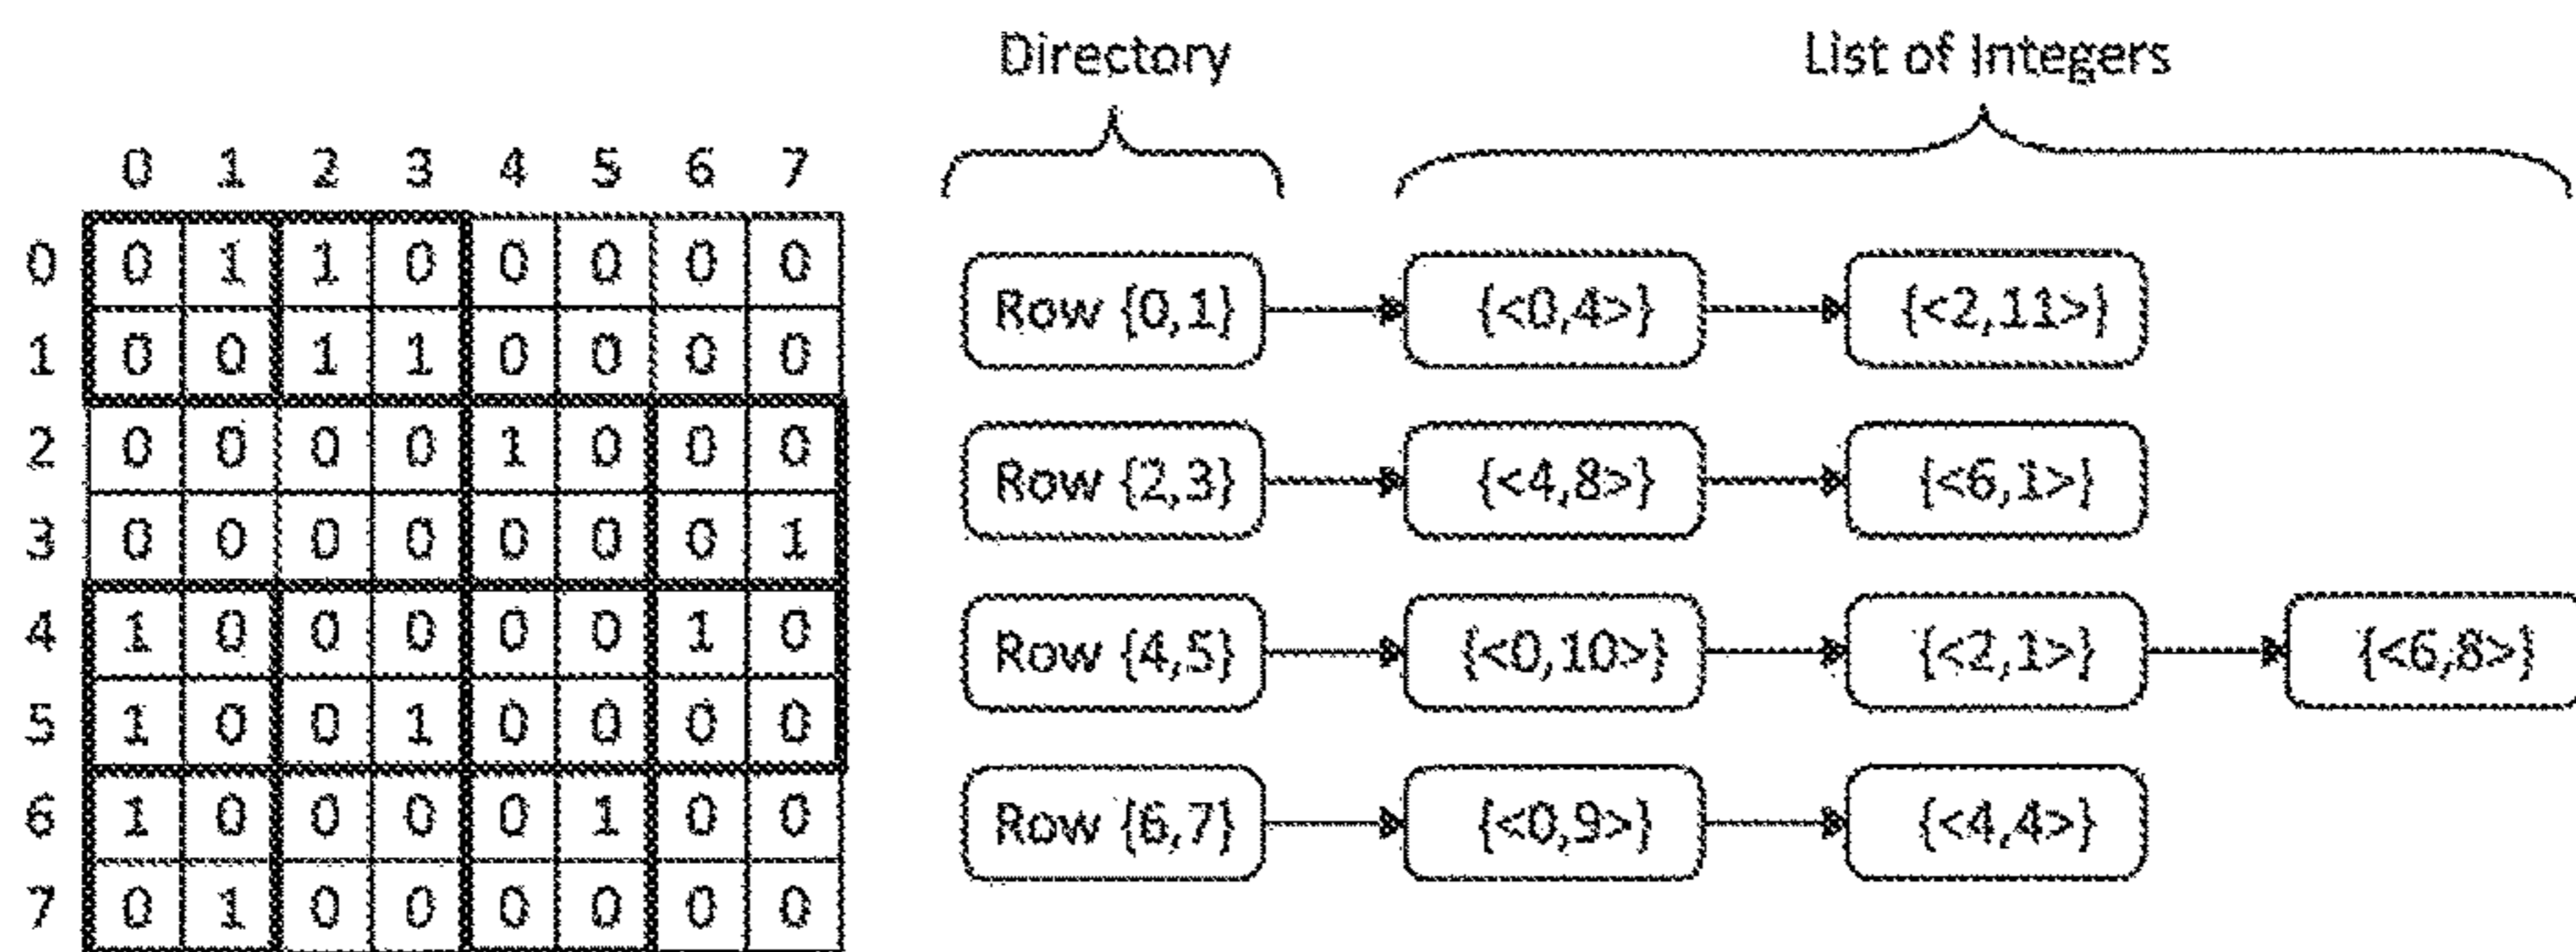 Directory List of Integers
0 1 2 3 4 5 6 7
0 0 1 1 0 0 0 0 0
1 0 0 1 1 0 0 0 0
2 0 0 0 0 1 0 0 0
3 0 0 0 0 0 0 0 1
4 1 0 0 0 0 0 1 0
5 1 0 0 1 0 0 0 0
6 1 0 0 0 0 1 0 0
7 0 1 0 0 0 0 0 0
Row {0,1} {<0,4>} {<2,11>}
Row {2,3} {<4,8>} {<6,1>}
Row {4,5} {<0,10>} {<2,1>} {<6,8>}
Row {6,7} {<0,9>} {<4,4>}